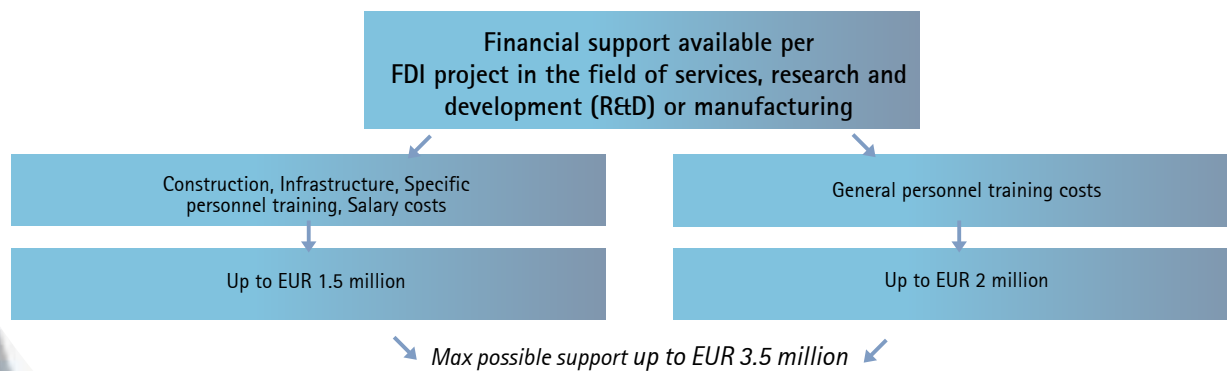 Financial support available per
FDI project in the field of services, research and
development (R&D) or manufacturing
Construction, Infrastructure, Specific
personnel training, Salary costs
General personnel training costs
Up to EUR 1.5 million
Up to EUR 2 million
Max possible support up to EUR 3.5 million